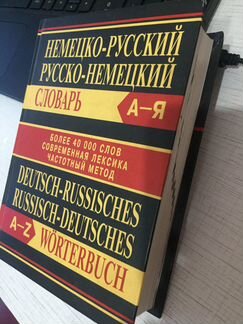 НЕМЕЦКО-РУССКИЙ
РУССКО-НЕМЕЦКИЙ
СЛОВАРЬ А-Я
БОЛЕЕ 40 000 СЛОВ
СОВРЕМЕННАЯ ЛЕКСИКА
ЧАСТОТНЫЙ МЕТОД
DEUTSCH-RUSSISCHES
RUSSISCH-DEUTSCHES
A-Z WÖRTERBUCH